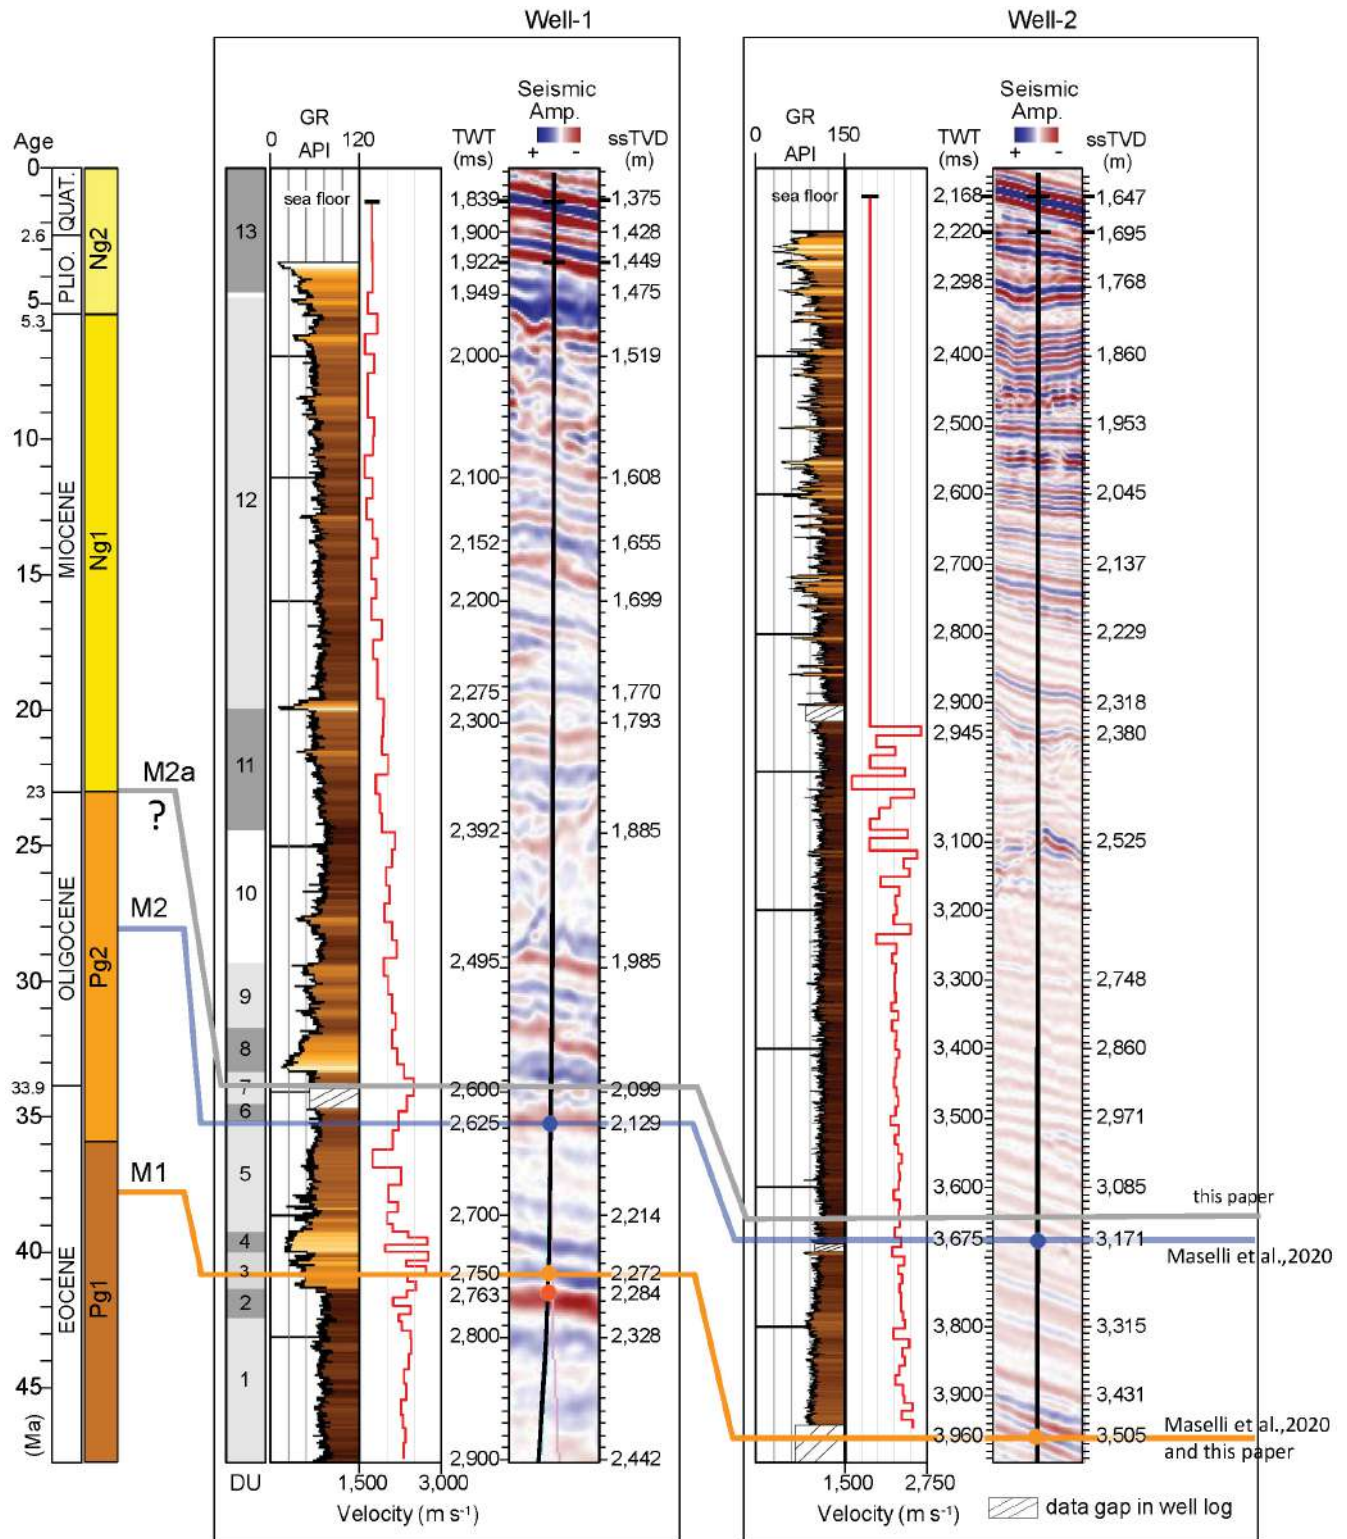 Well-1
Well-2
Seismic
Amp.
+ -
GR
0 120
API
TWT
(ms)
ssTVD
(m)
Seismic
Amp.
+ -
GR
0 150
API
TWT
(ms)
ssTVD
(m)
Age
0
2.6
5
5.3
10
15
20
23
25
30
33.9
35
40
45
(Ma)
QUAT.
PLIO.
MIOCENE
OLIGOCENE
EOCENE
Ng2
Ng1
Pg2
Pg1
M2a
?
M2
M1
13
12
11
10
9
8
7
6
5
4
3
2
1
DU
sea floor
1,839 1,375
1,900 1,428
1,922 1,449
1,949 1,475
2,000 1,519
2,100 1,608
2,152 1,655
2,200 1,699
2,275 1,770
2,300 1,793
2,392 1,885
2,495 1,985
2,600 2,099
2,625 2,129
2,700 2,214
2,750 2,272
2,763 2,284
2,800 2,328
2,900 2,442
1,500 3,000
Velocity (m s-1)
sea floor
2,168 1,647
2,220 1,695
2,298 1,768
2,400 1,860
2,500 1,953
2,600 2,045
2,700 2,137
2,800 2,229
2,900 2,318
2,945 2,380
3,100 2,525
3,200
3,300 2,748
3,400 2,860
3,500 2,971
3,600 3,085
3,675 3,171
3,800 3,315
3,900 3,431
3,960 3,505
1,500 2,750
Velocity (m s-1)
this paper
Maselli et al.,2020
Maselli et al.,2020
and this paper
data gap in well log